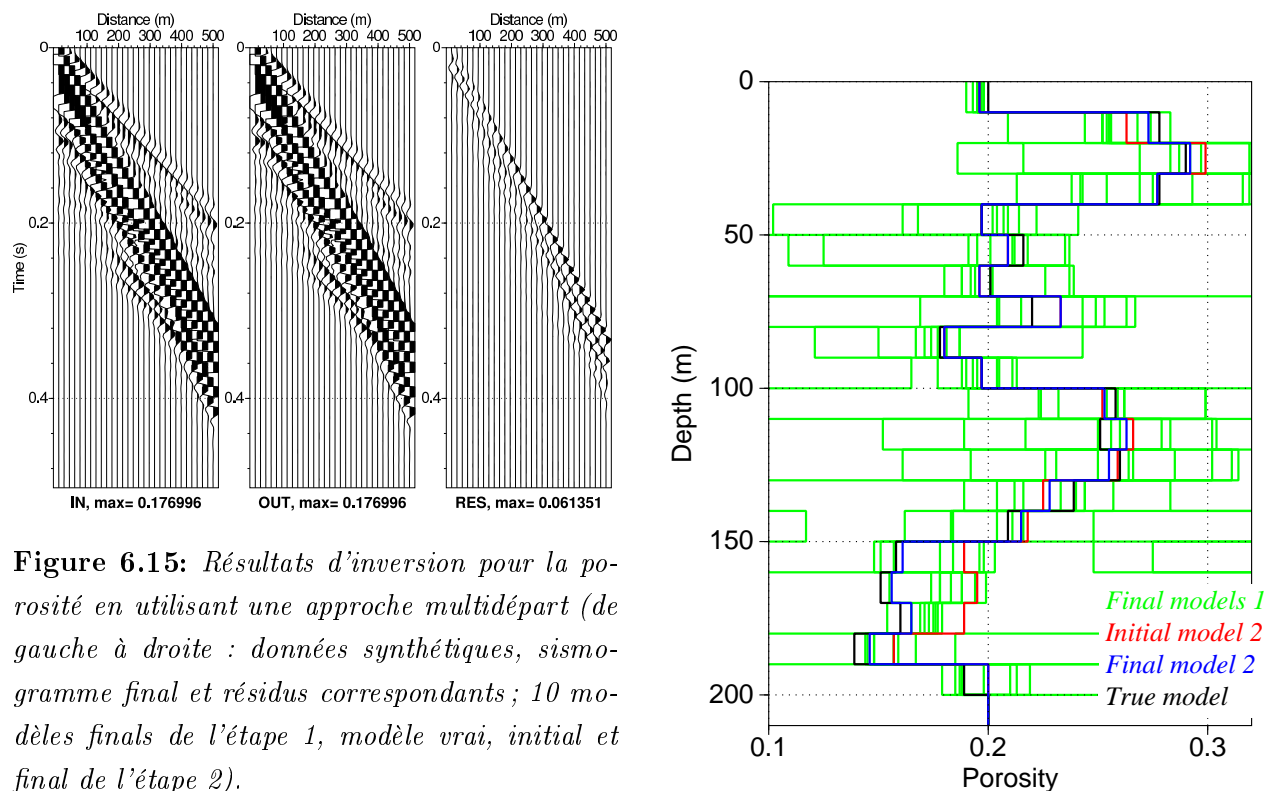 Distance (m)
100 200 300 400 500
Distance (m)
100 200 300 400 500
Distance (m)
100 200 300 400 500
0
0.2
0.4
Time (s)
0
0.2
0.4
0
0.2
0.4
IN, max= 0.176996
OUT, max= 0.176996
RES, max= 0.061351
Figure 6.15: Résultats d'inversion pour la po-
rosité en utilisant une approche multidépart (de
gauche à droite : données synthétiques, sismo-
gramme final et résidus correspondants ; 10 mo-
dèles finals de l'étape 1, modèle vrai, initial et
final de l'étape 2).
0
50
100
150
200
Depth (m)
0.1 0.2 0.3
Porosity
Final models 1
Initial model 2
Final model 2
True model